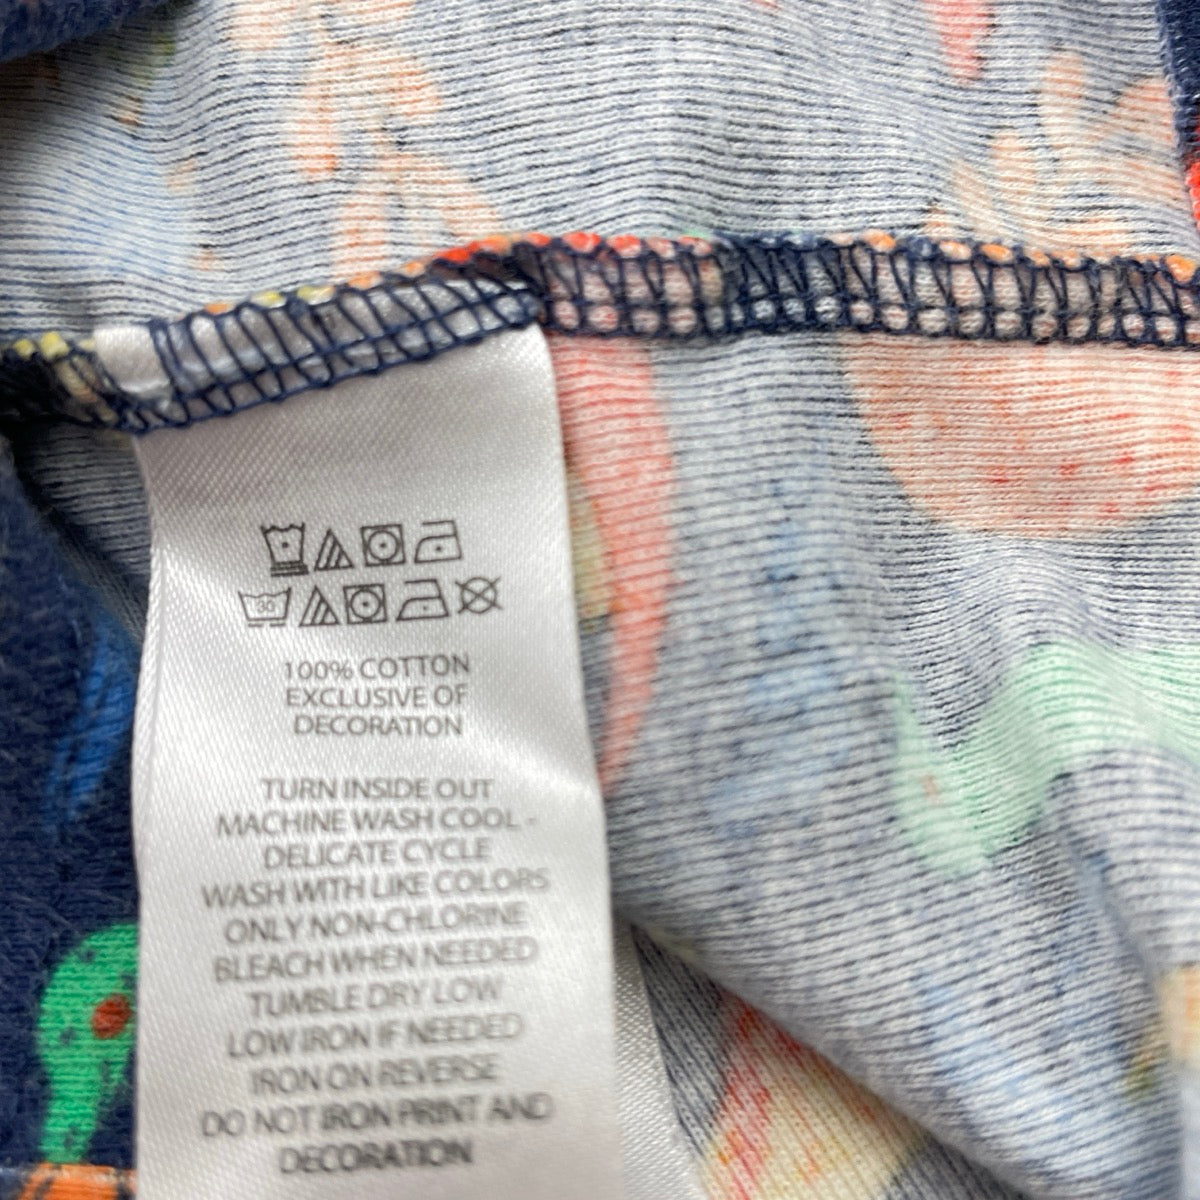 30
100% COTTON
EXCLUSIVE OF
DECORATION
TURN INSIDE OUT
MACHINE WASH COOL -
DELICATE CYCLE
WASH WITH LIKE COLORS
ONLY NON-CHLORINE
BLEACH WHEN NEEDED
TUMBLE DRY LOW
LOW IRON IF NEEDED
IRON ON REVERSE
DO NOT IRON PRINT AND
DECORATION